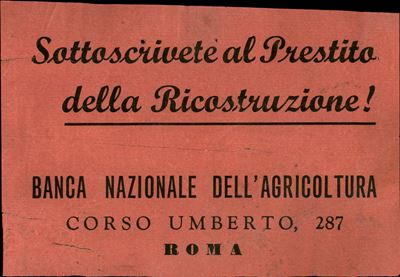 Sottoscrivete al Prestito
della Ricostruzione!
BANCA NAZIONALE DELL'AGRICOLTURA
CORSO UMBERTO, 287
ROMA